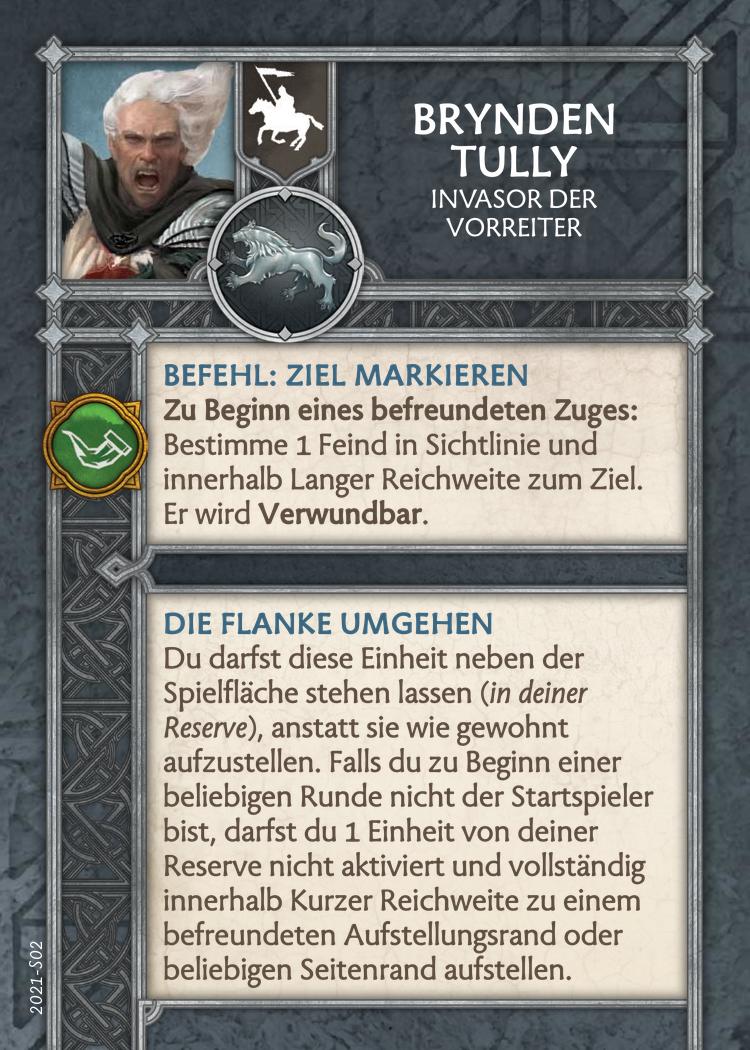 BRYNDEN
TULLY
INVASOR DER
VORREITER
BEFEHL: ZIEL MARKIEREN
Zu Beginn eines befreundeten Zuges:
Bestimme 1 Feind in Sichtlinie und
innerhalb Langer Reichweite zum Ziel.
Er wird Verwundbar.
DIE FLANKE UMGEHEN
Du darfst diese Einheit neben der
Spielfläche stehen lassen (in deiner
Reserve), anstatt sie wie gewohnt
aufzustellen. Falls du zu Beginn einer
beliebigen Runde nicht der Startspieler
bist, darfst du 1 Einheit von deiner
Reserve nicht aktiviert und vollständig
innerhalb Kurzer Reichweite zu einem
befreundeten Aufstellungsrand oder
beliebigen Seitenrand aufstellen.
2021-S02